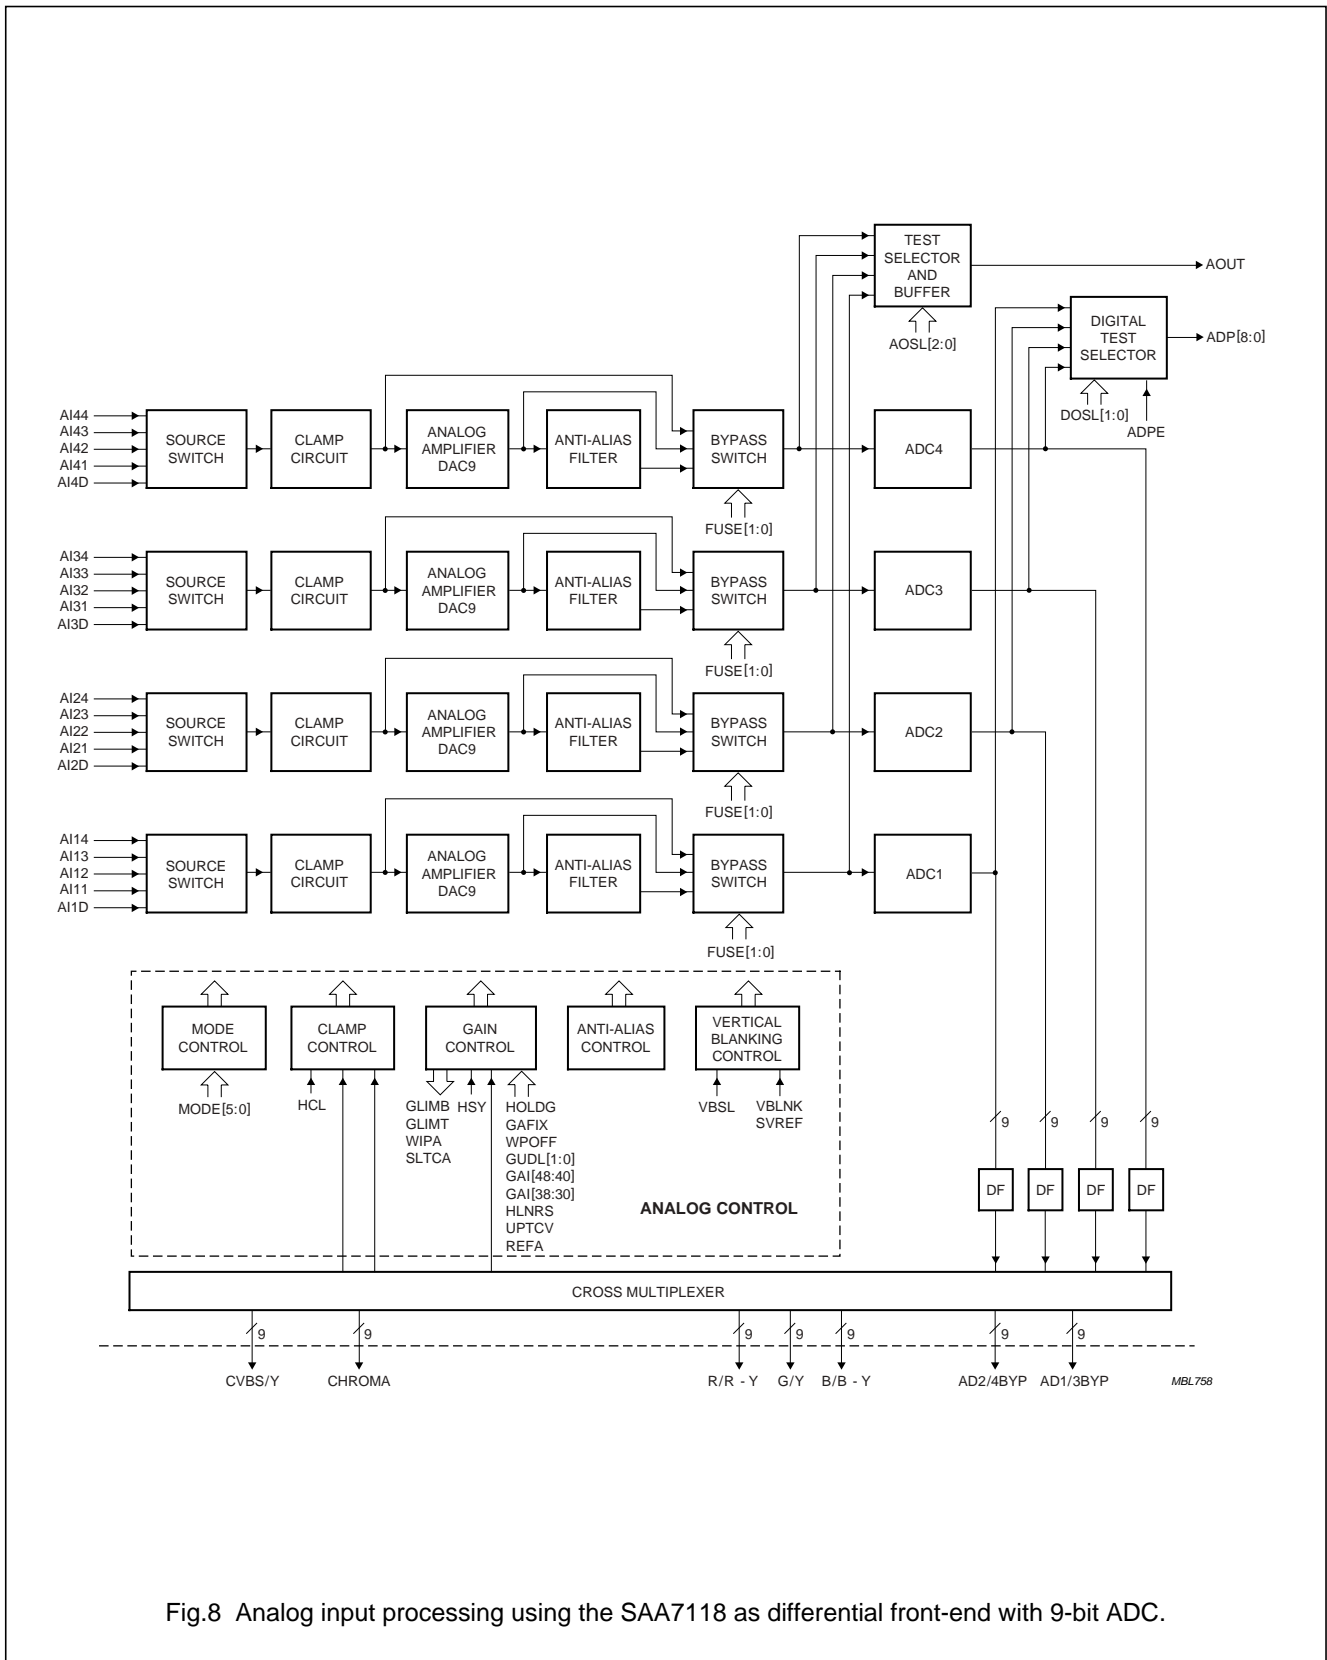 TEST
SELECTOR
AND
BUFFER
AOUT
AOSL[2:0]
DIGITAL
TEST
SELECTOR
ADP[8:0]
DOSL[1:0]
ADPE
AI44
AI43
AI42
AI41
AI4D
SOURCE
SWITCH
CLAMP
CIRCUIT
ANALOG
AMPLIFIER
DAC9
ANTI-ALIAS
FILTER
BYPASS
SWITCH
FUSE[1:0]
ADC4
AI34
AI33
AI32
AI31
AI3D
SOURCE
SWITCH
CLAMP
CIRCUIT
ANALOG
AMPLIFIER
DAC9
ANTI-ALIAS
FILTER
BYPASS
SWITCH
FUSE[1:0]
ADC3
AI24
AI23
AI22
AI21
AI2D
SOURCE
SWITCH
CLAMP
CIRCUIT
ANALOG
AMPLIFIER
DAC9
ANTI-ALIAS
FILTER
BYPASS
SWITCH
FUSE[1:0]
ADC2
AI14
AI13
AI12
AI11
AI1D
SOURCE
SWITCH
CLAMP
CIRCUIT
ANALOG
AMPLIFIER
DAC9
ANTI-ALIAS
FILTER
BYPASS
SWITCH
FUSE[1:0]
ADC1
MODE
CONTROL
MODE[5:0]
CLAMP
CONTROL
HCL
GAIN
CONTROL
GLIMB
GLIMT
WIPA
SLTCA
HSY
HOLDG
GAFIX
WPOFF
GUDL[1:0]
GAI[48:40]
GAI[38:30]
HLNRS
UPTCV
REFA
ANTI-ALIAS
CONTROL
VERTICAL
BLANKING
CONTROL
VBSL
VBLNK
SVREF
ANALOG CONTROL
9
9
9
9
DF
DF
DF
DF
CROSS MULTIPLEXER
9
9
9
9
9
9
9
CVBS/Y
CHROMA
R/R - Y
G/Y
B/B - Y
AD2/4BYP
AD1/3BYP
MBL758
Fig.8 Analog input processing using the SAA7118 as differential front-end with 9-bit ADC.